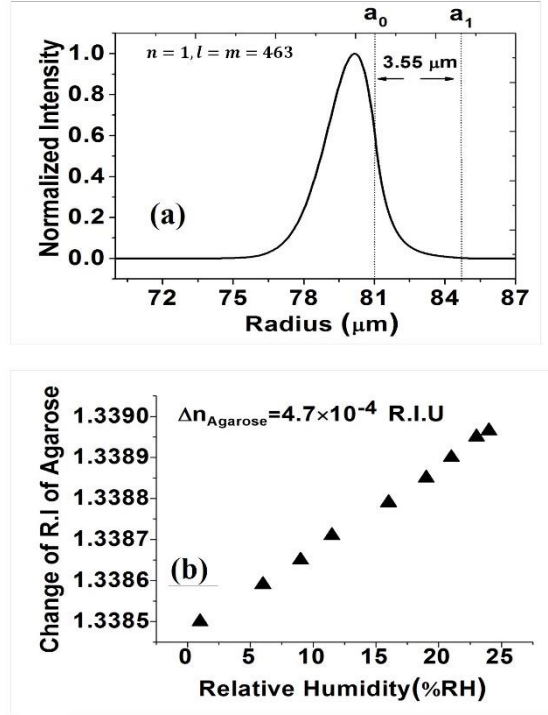 a₀ a₁
n = 1, l = m = 463
3.55 μm
1.0
0.8
0.6
0.4
0.2
0.0
Normalized Intensity
(a)
72 75 78 81 84 87
Radius (μm)
Δn_Agarose=4.7×10⁻⁴ R.I.U
1.3390
1.3389
1.3388
1.3387
1.3386
1.3385
Change of R.I of Agarose
(b)
0 5 10 15 20 25
Relative Humidity(%RH)